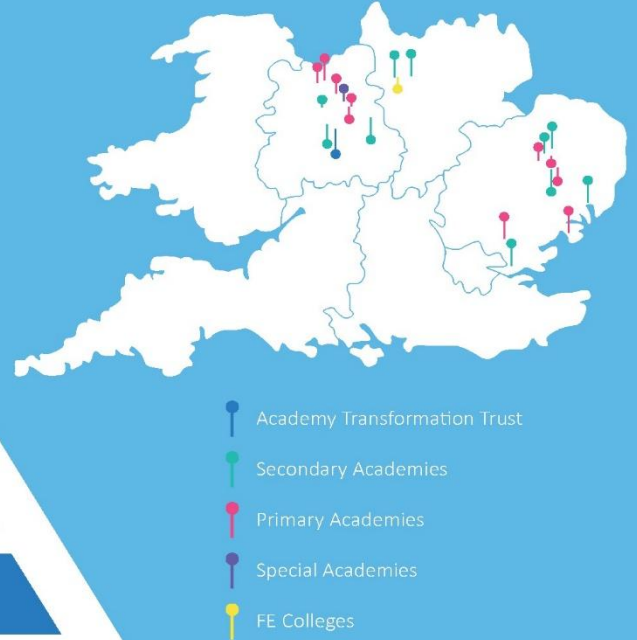 Academy Transformation Trust
Secondary Academies
Primary Academies
Special Academies
FE Colleges